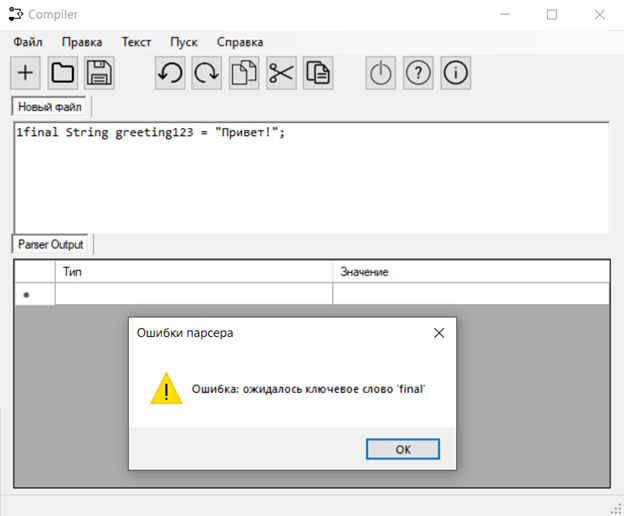 Compiler
Файл Правка Текст Пуск Справка
Новый файл
1final String greeting123 = "Привет!";
Parser Output
Тип Значение
Ошибки парсера
Ошибка: ожидалось ключевое слово 'final'
OK